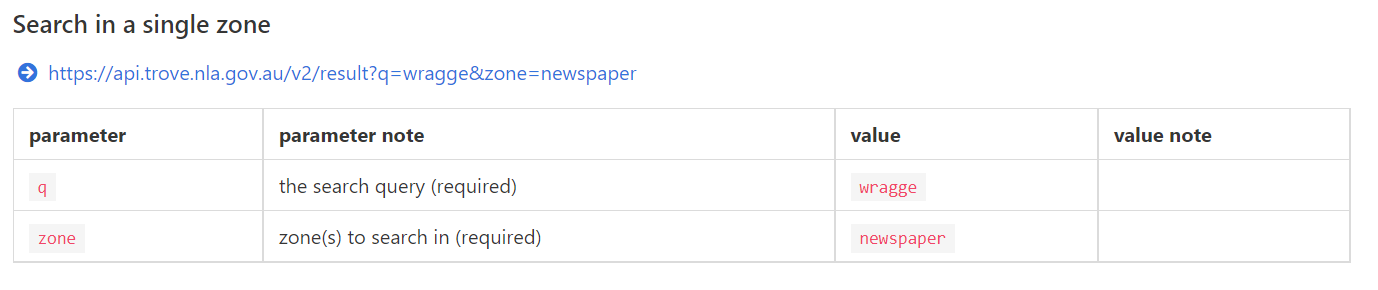 Search in a single zone
https://api.trove.nla.gov.au/v2/result?q=wragge&zone=newspaper
parameter parameter note value value note
q the search query (required) wragge
zone zone(s) to search in (required) newspaper